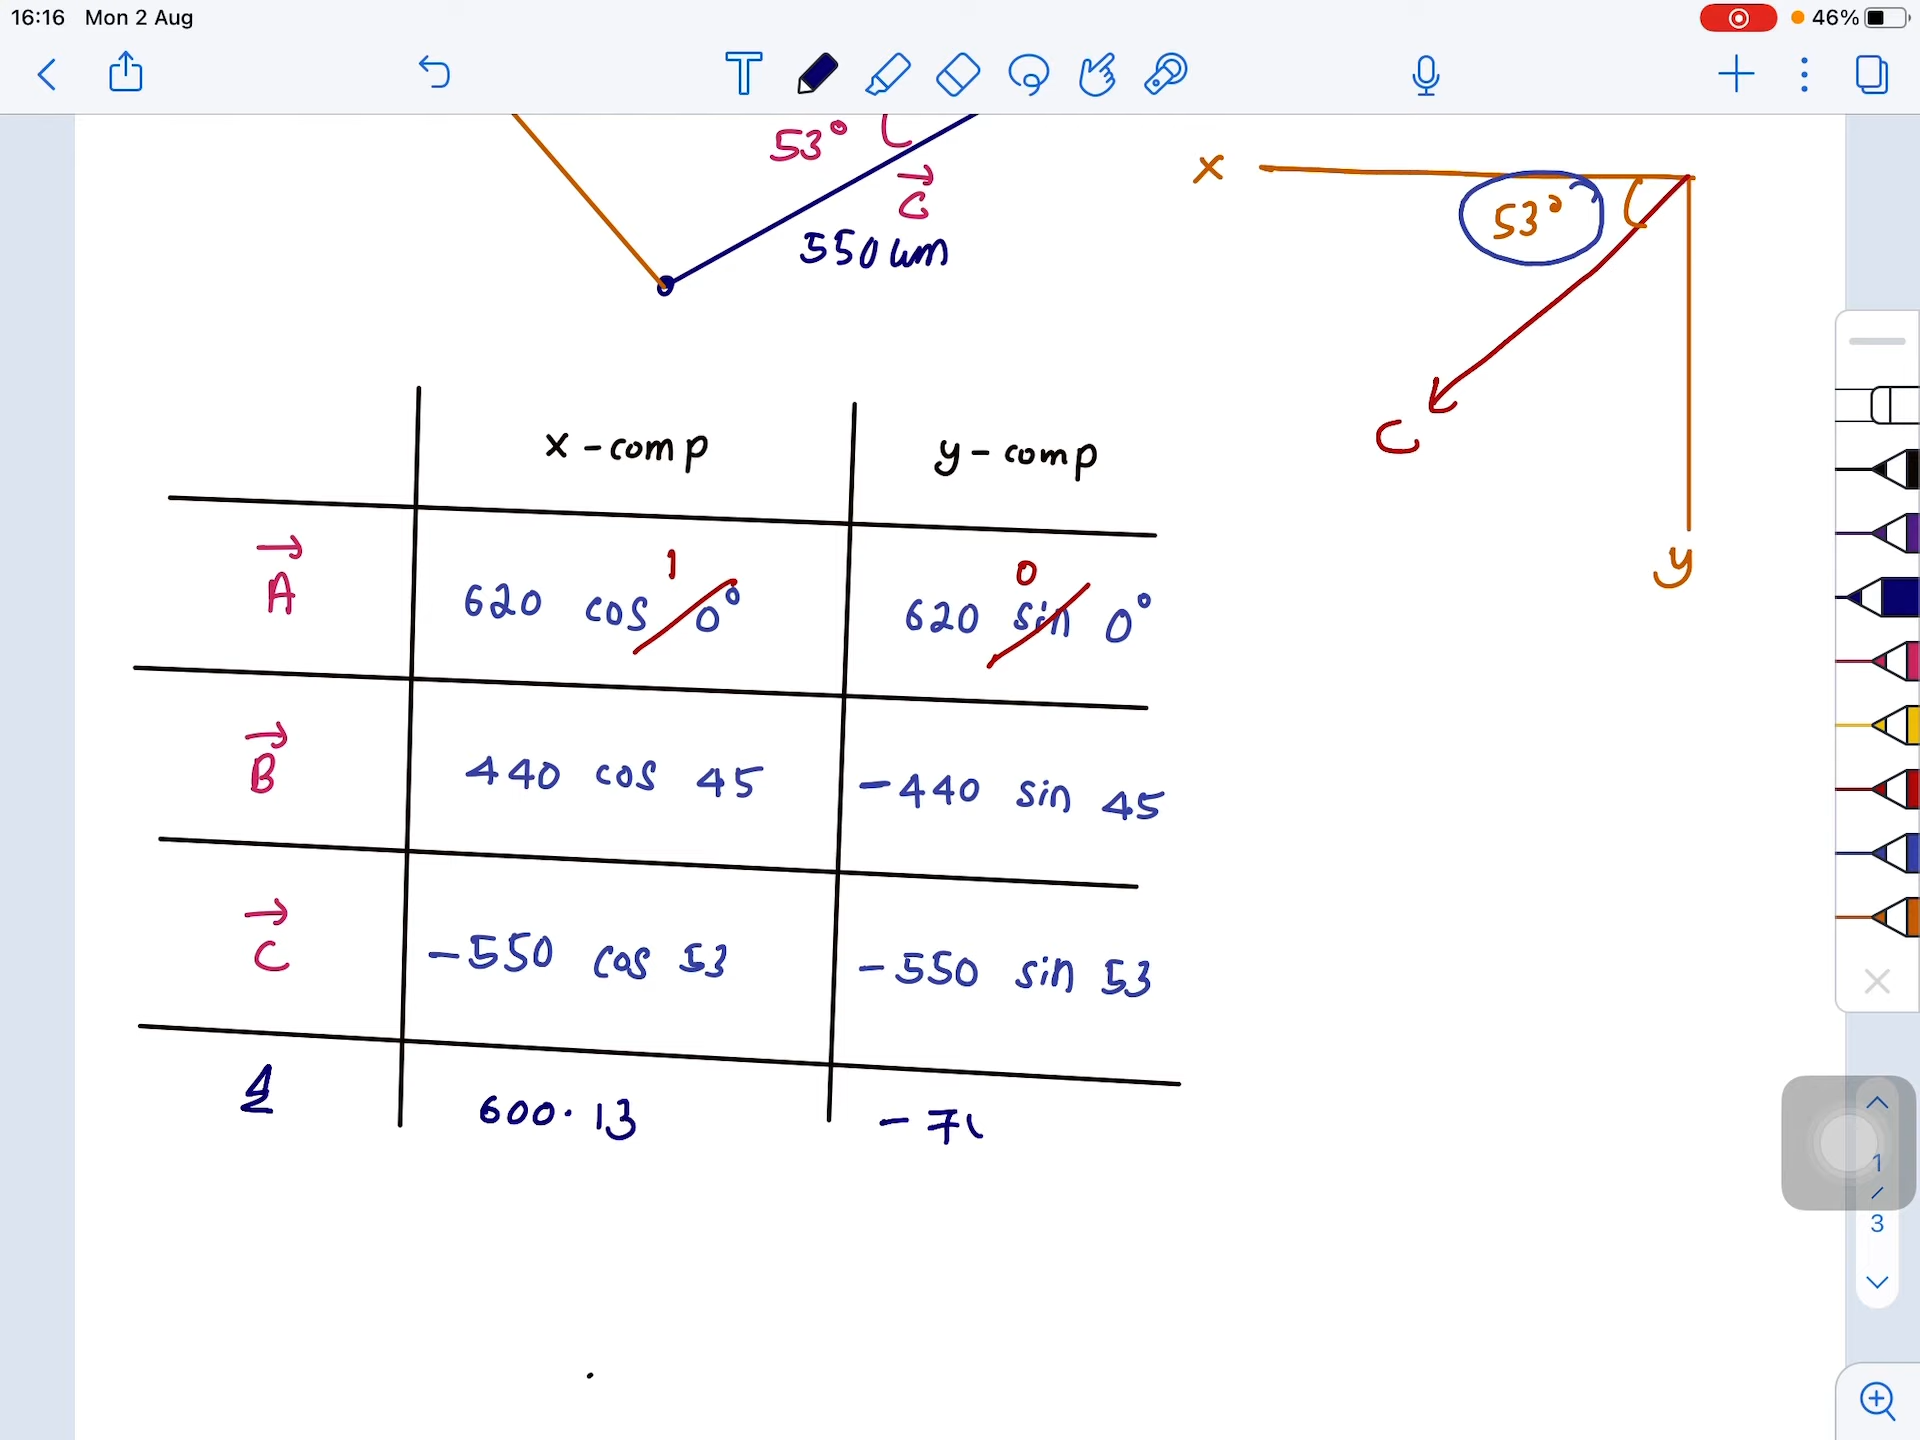 16:16 Mon 2 Aug
46%
T
53°
C
x
53°
550 km
C
y
x - comp
y - comp
A
620 cos 0°
1
620 sin 0°
0
B
440 cos 45
-440 sin 45
C
-550 cos 53
-550 sin 53
600.13
1
/
3